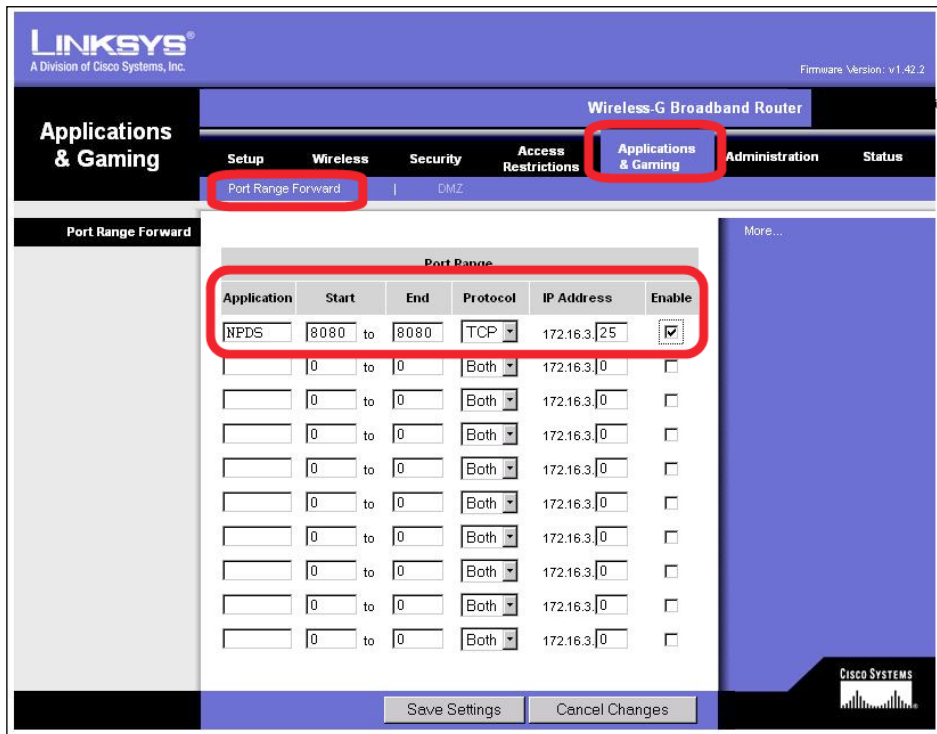 LINKSYS®
A Division of Cisco Systems, Inc.
Firmware Version: v1.42.2
Wireless-G Broadband Router
Applications
& Gaming
Setup Wireless Security Access Restrictions Applications & Gaming Administration Status
Port Range Forward | DMZ
Port Range Forward
More...
Port Range
Application Start End Protocol IP Address Enable
NPDS 8080 to 8080 TCP 172.16.3. 25
0 to 0 Both 172.16.3. 0
0 to 0 Both 172.16.3. 0
0 to 0 Both 172.16.3. 0
0 to 0 Both 172.16.3. 0
0 to 0 Both 172.16.3. 0
0 to 0 Both 172.16.3. 0
0 to 0 Both 172.16.3. 0
0 to 0 Both 172.16.3. 0
0 to 0 Both 172.16.3. 0
CISCO SYSTEMS
Save Settings Cancel Changes